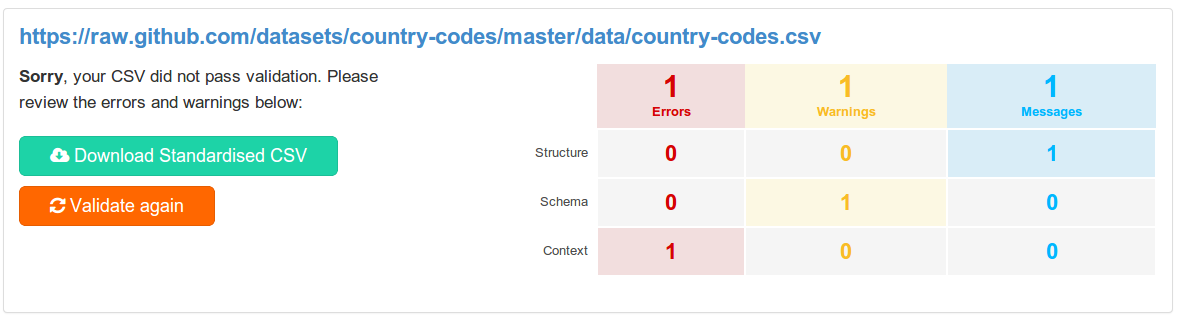 https://raw.github.com/datasets/country-codes/master/data/country-codes.csv
Sorry, your CSV did not pass validation. Please
review the errors and warnings below:
Download Standardised CSV
Validate again
1 1 1
Errors Warnings Messages
Structure 0 0 1
Schema 0 1 0
Context 1 0 0